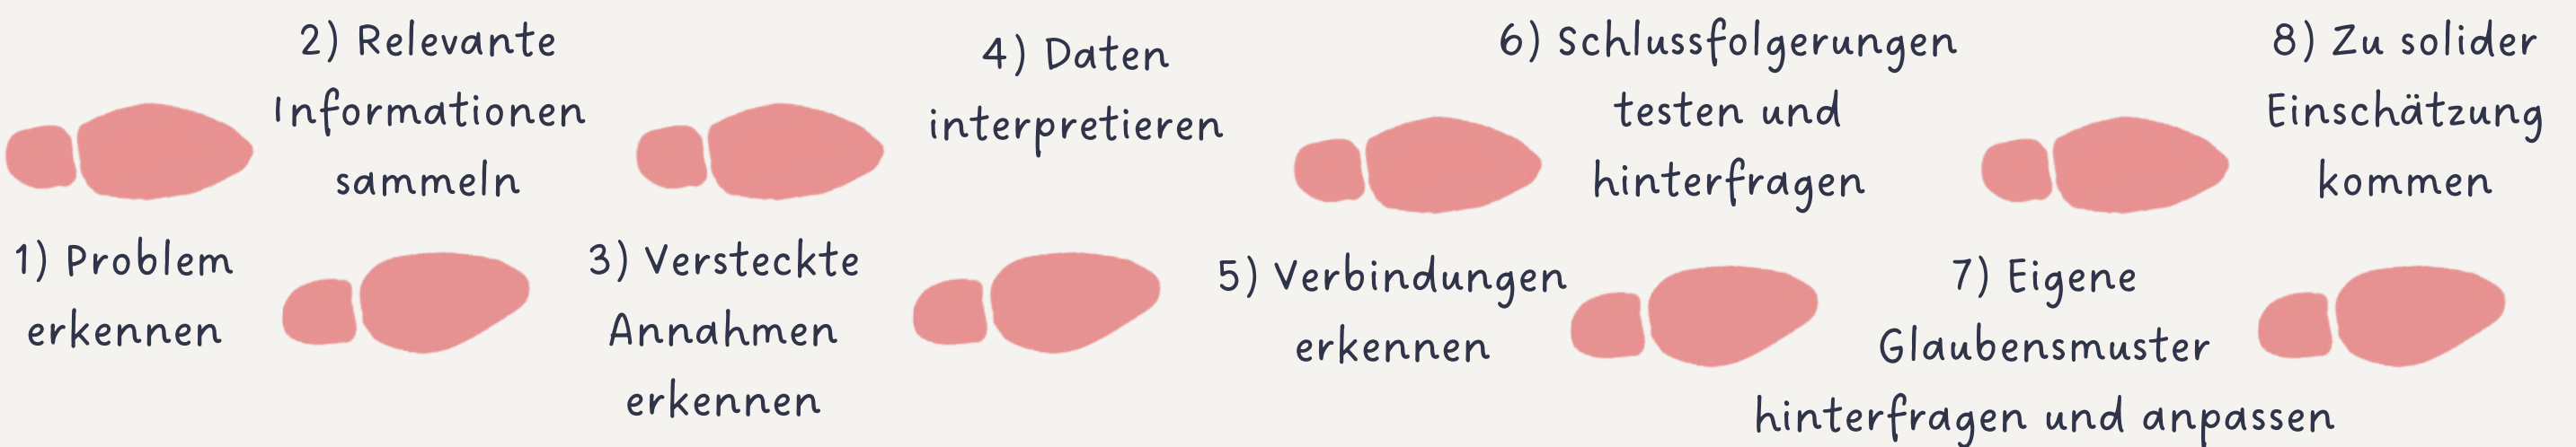 1) Problem
erkennen
2) Relevante
Informationen
sammeln
3) Versteckte
Annahmen
erkennen
4) Daten
interpretieren
5) Verbindungen
erkennen
6) Schlussfolgerungen
testen und
hinterfragen
7) Eigene
Glaubensmuster
hinterfragen und anpassen
8) Zu solider
Einschätzung
kommen